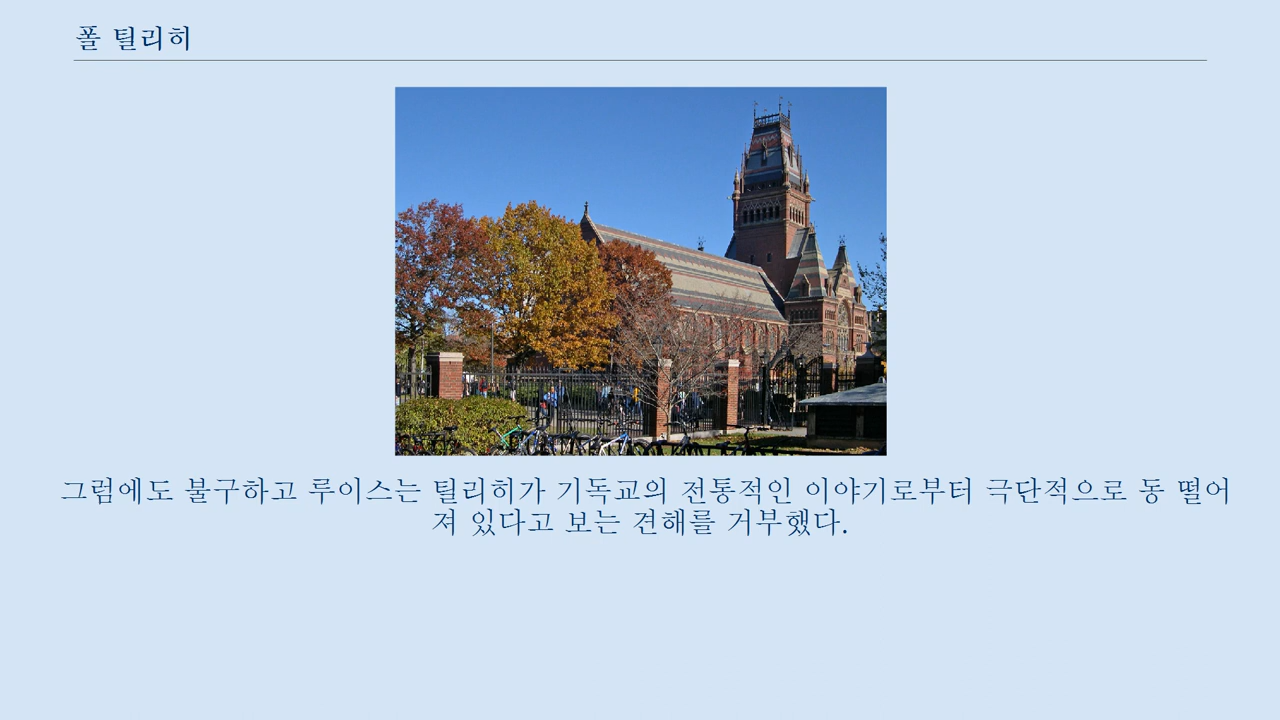 폴 틸리히
그럼에도 불구하고 루이스는 틸리히가 기독교의 전통적인 이야기로부터 극단적으로 동 떨어
져 있다고 보는 견해를 거부했다.